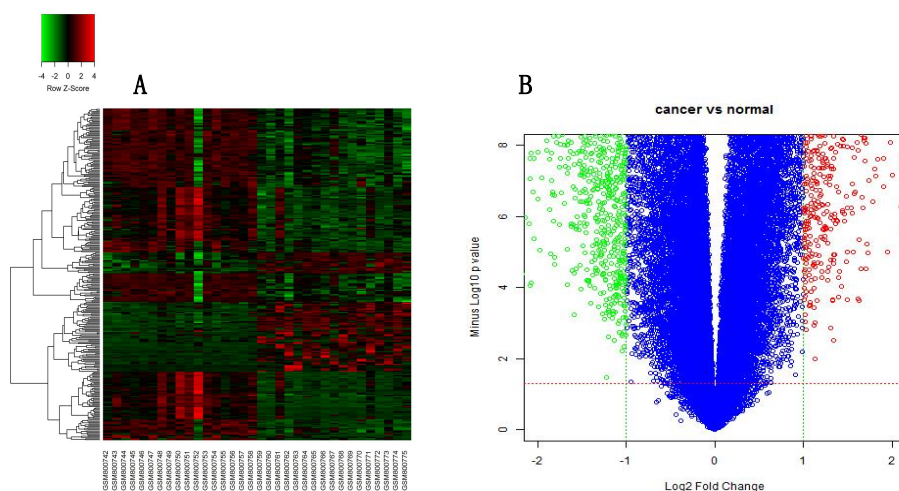 -4 -2 0 2 4
Row Z-Score
A
GSM800742
GSM800743
GSM800744
GSM800745
GSM800746
GSM800747
GSM800748
GSM800749
GSM800750
GSM800751
GSM800752
GSM800753
GSM800754
GSM800755
GSM800756
GSM800757
GSM800758
GSM800759
GSM800760
GSM800761
GSM800762
GSM800763
GSM800764
GSM800765
GSM800766
GSM800767
GSM800768
GSM800769
GSM800770
GSM800771
GSM800772
GSM800773
GSM800774
GSM800775
B
cancer vs normal
Minus Log10 p value
8
6
4
2
0
-2 -1 0 1 2
Log2 Fold Change